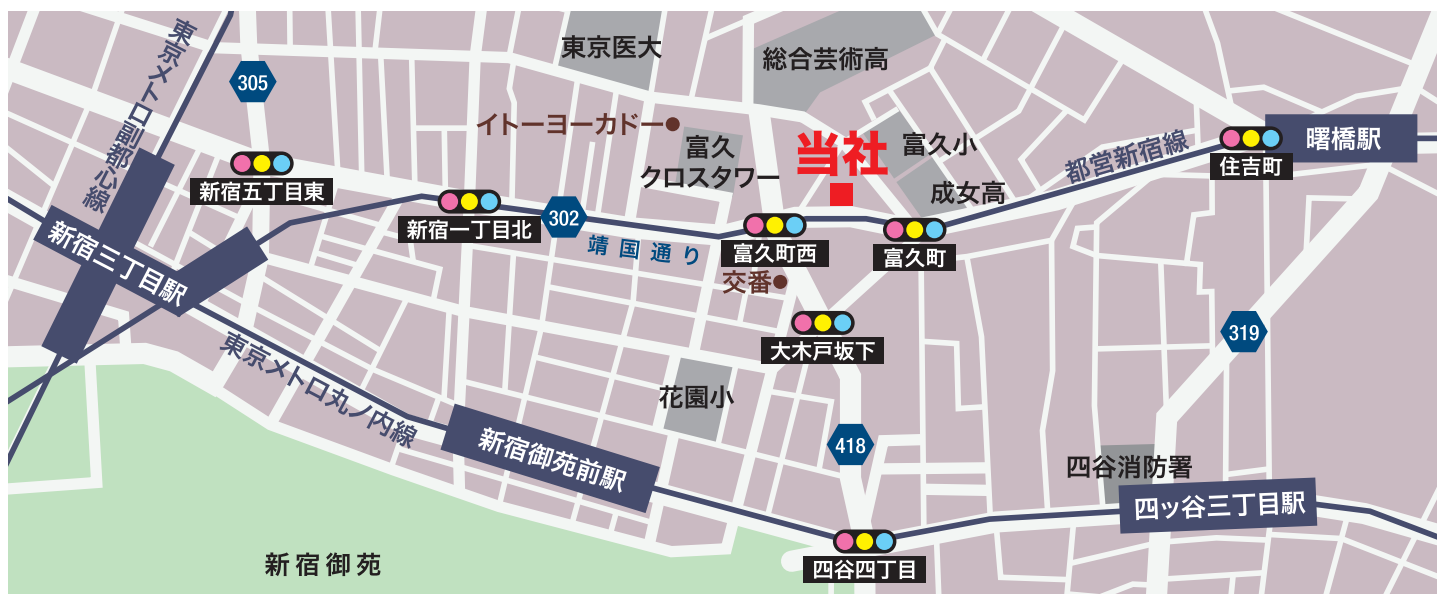 東京メトロ副都心線
305
東京医大
総合芸術高
イトーヨーカドー
富久
クロスタワー
当社
富久小
成女高
都営新宿線
住吉町
曙橋駅
新宿五丁目東
新宿一丁目北
302
靖国通り
富久町西
富久町
新宿三丁目駅
交番
大木戸坂下
319
東京メトロ丸ノ内線
花園小
新宿御苑前駅
418
四谷消防署
四ッ谷三丁目駅
新宿御苑
四谷四丁目